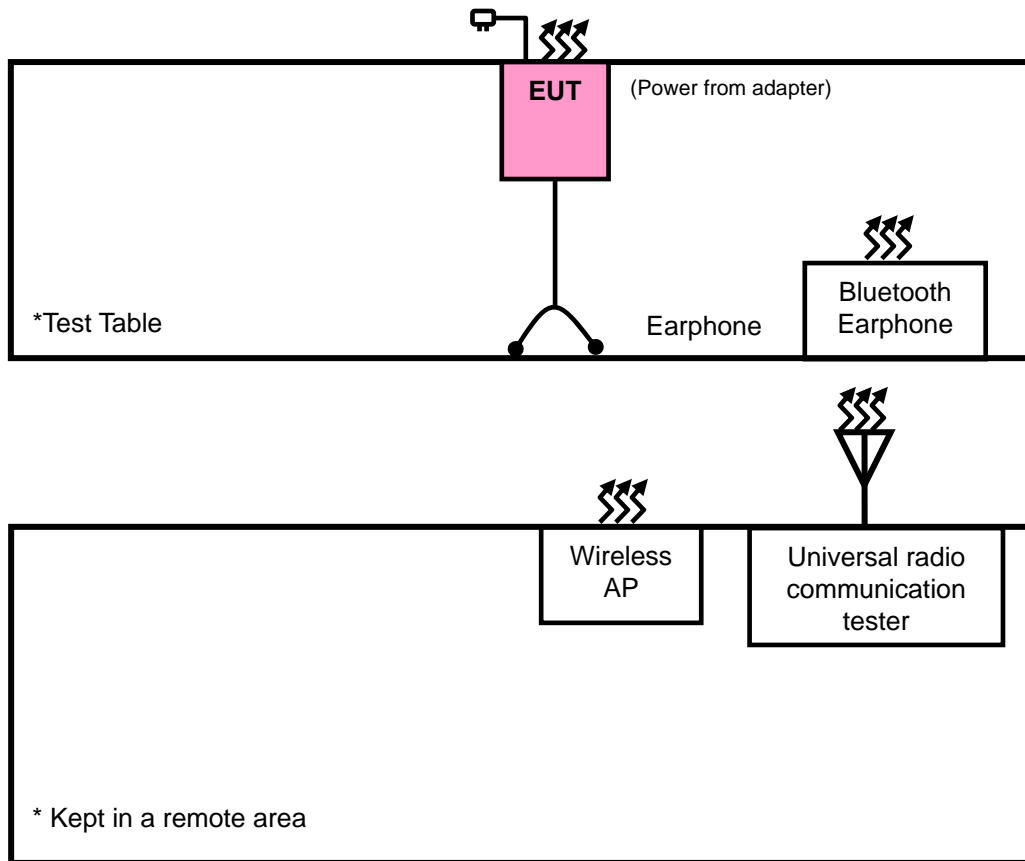 EUT
(Power from adapter)
Bluetooth
Earphone
*Test Table
Earphone
Wireless
AP
Universal radio
communication
tester
* Kept in a remote area